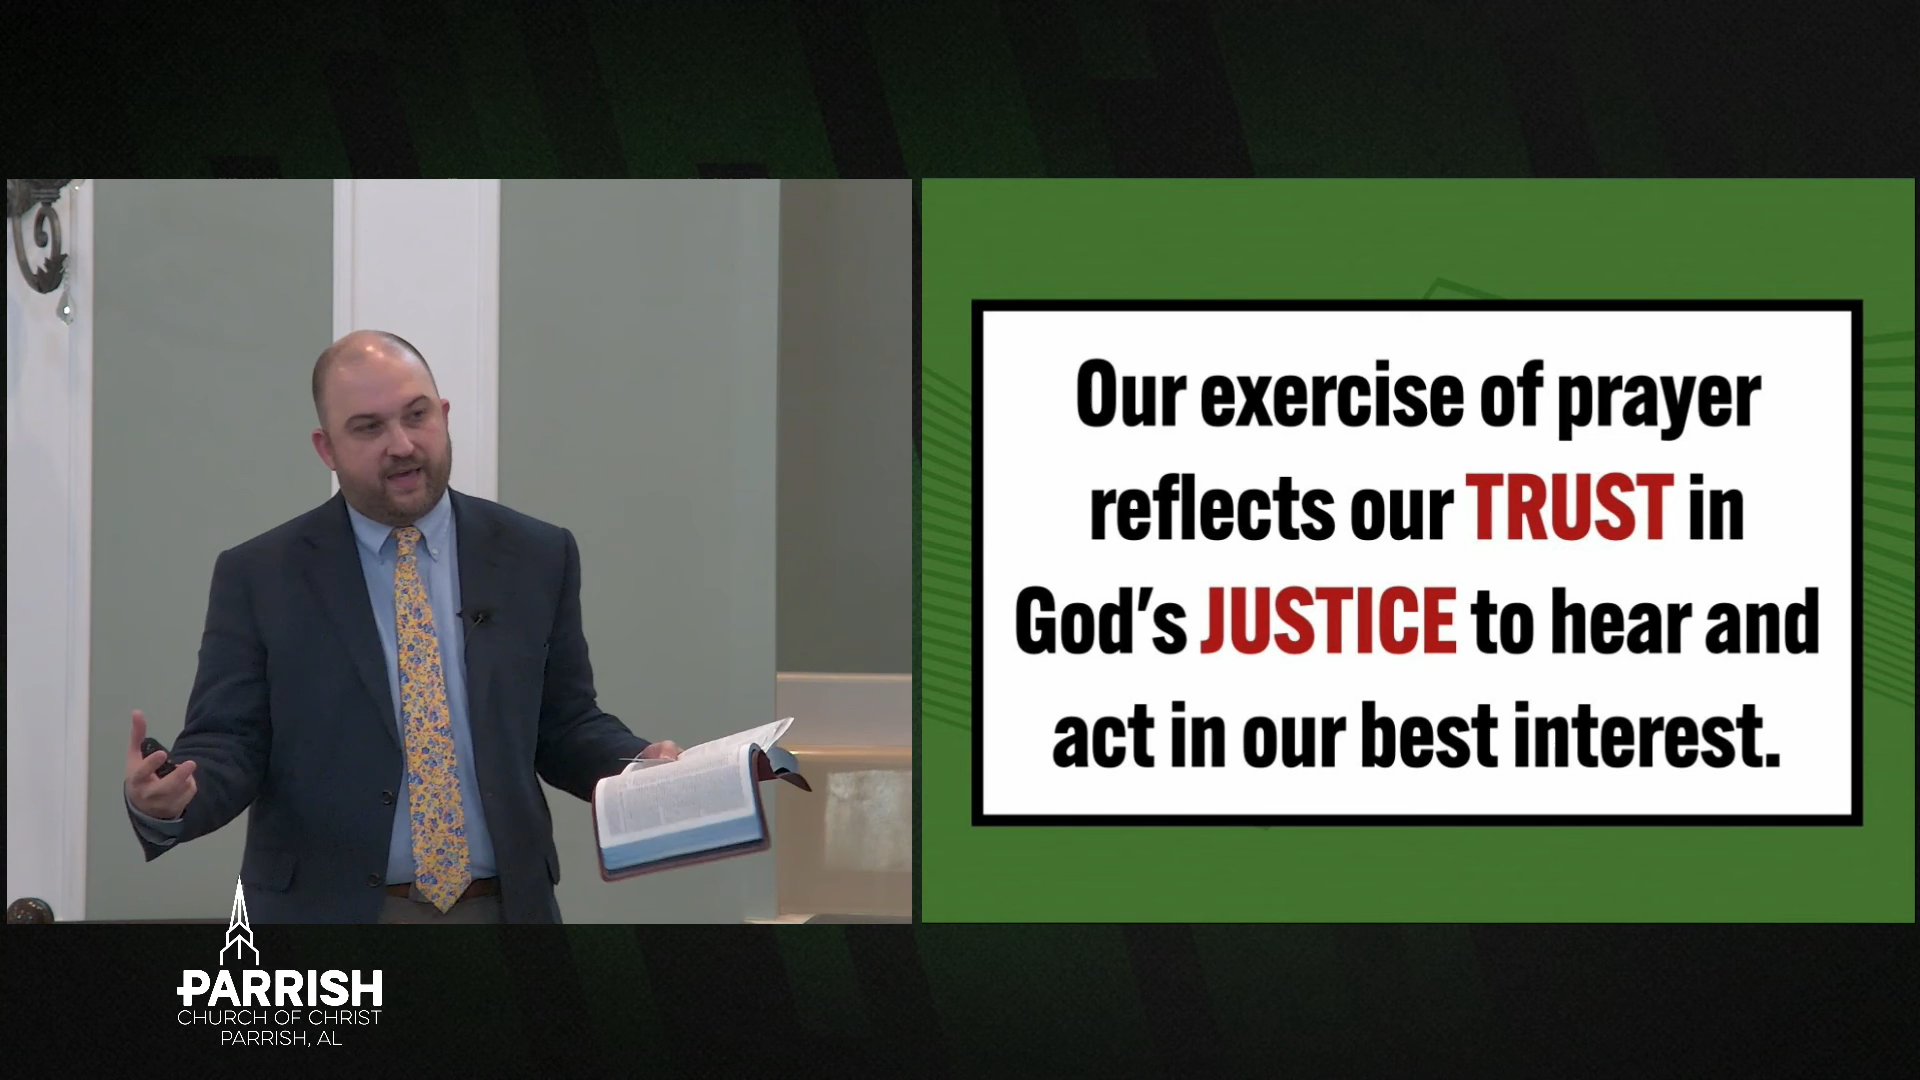 Our exercise of prayer
reflects our TRUST in
God's JUSTICE to hear and
act in our best interest.
PARRISH
CHURCH OF CHRIST
PARRISH, AL